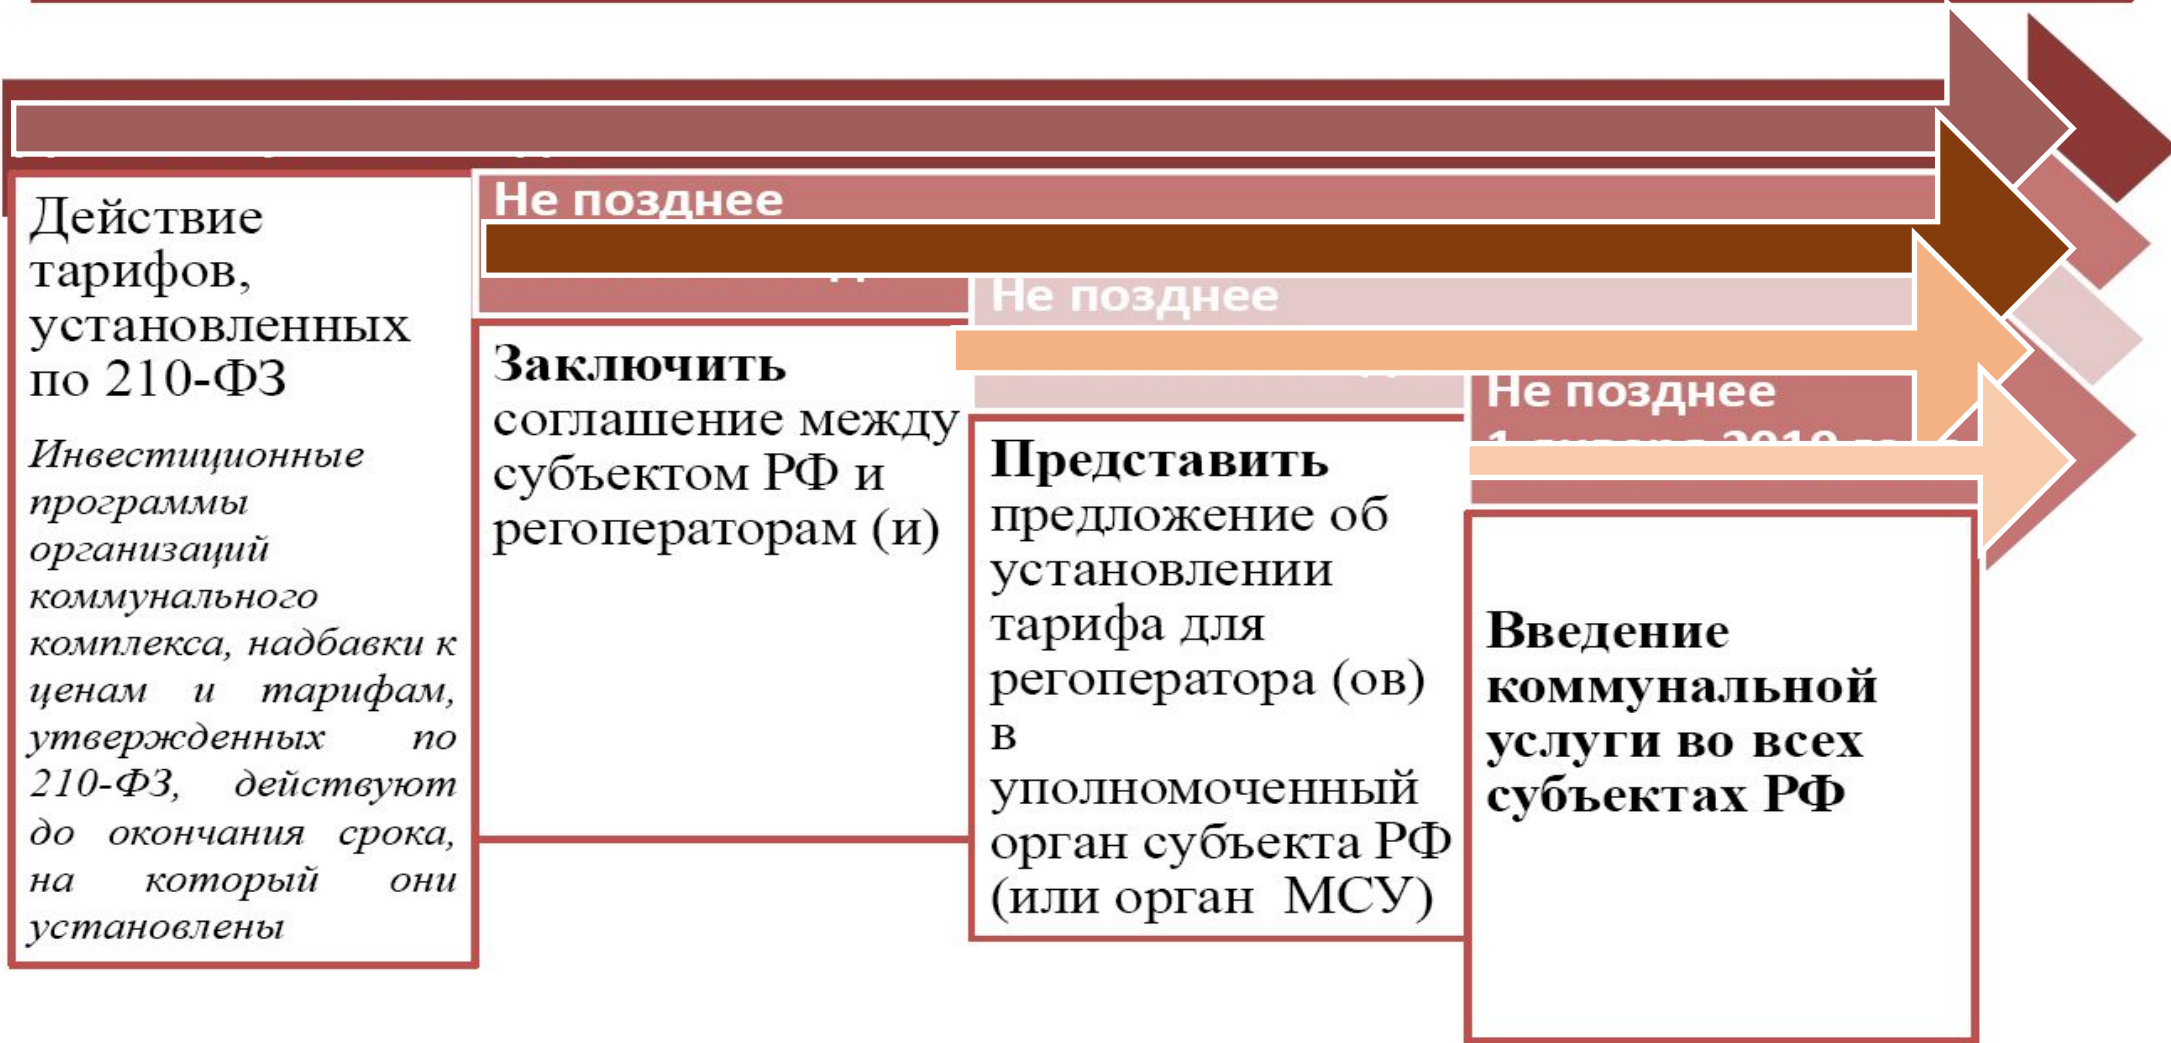 Действие
тарифов,
установленных
по 210-ФЗ
Инвестиционные
программы
организаций
коммунального
комплекса, надбавки к
ценам и тарифам,
утвержденных по
210-ФЗ, действуют
до окончания срока,
на который они
установлены
Не позднее
Заключить
соглашение между
субъектом РФ и
регоператорам (и)
Не позднее
Представить
предложение об
установлении
тарифа для
регоператора (ов)
в
уполномоченный
орган субъекта РФ
(или орган МСУ)
Не позднее
1 января
Введение
коммунальной
услуги во всех
субъектах РФ